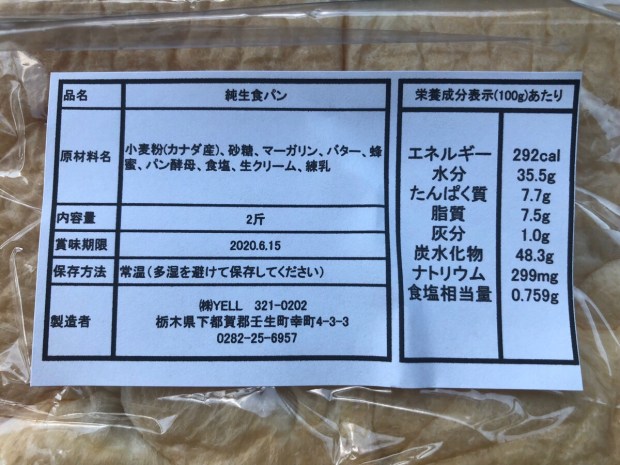 品名 純生食パン
原材料名 小麦粉(カナダ産)、砂糖、マーガリン、バター、蜂
蜜、パン酵母、食塩、生クリーム、練乳
内容量 2斤
賞味期限 2020.6.15
保存方法 常温(多湿を避けて保存してください)
製造者 ㈱YELL 321-0202
栃木県下都賀郡壬生町幸町4-3-3
0282-25-6957
栄養成分表示(100g)あたり
エネルギー 292cal
水分 35.5g
たんぱく質 7.7g
脂質 7.5g
灰分 1.0g
炭水化物 48.3g
ナトリウム 299mg
食塩相当量 0.759g